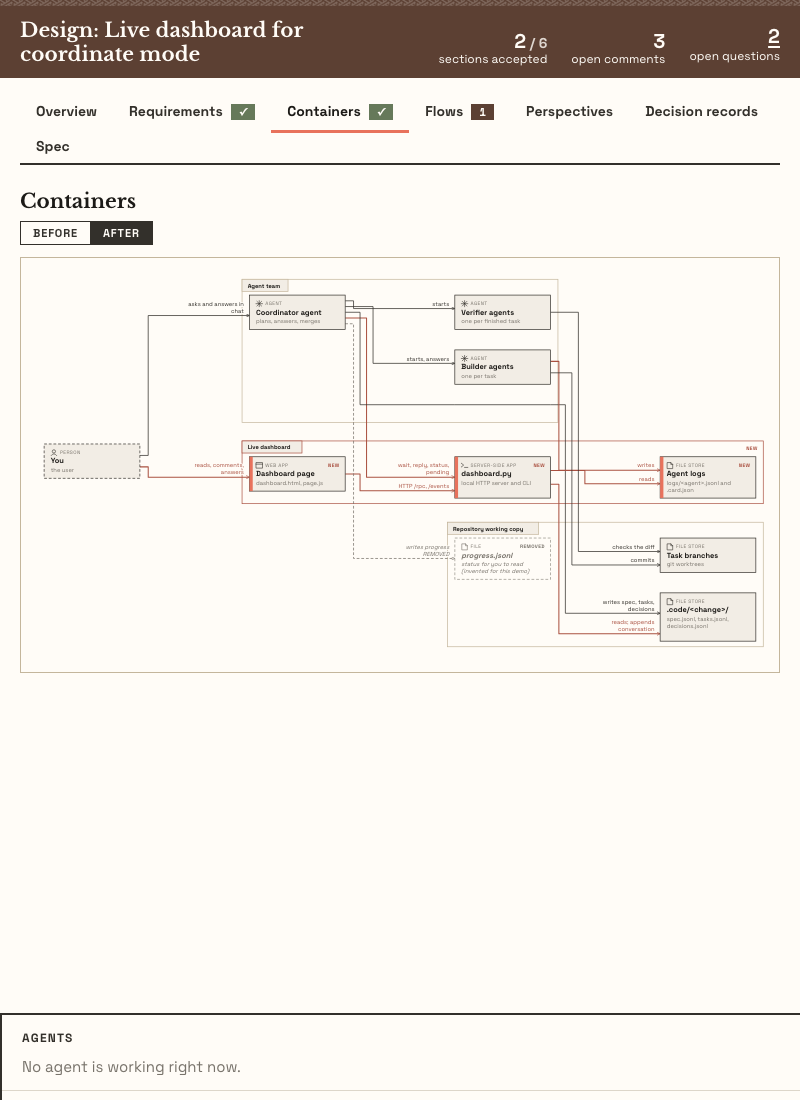 Design: Live dashboard for
coordinate mode
2 / 6
sections accepted
3
open comments
2
open questions
Overview
Requirements ✓
Containers ✓
Flows 1
Perspectives
Decision records
Spec
Containers
BEFORE
AFTER
Agent team
asks and answers in
chat
AGENT
Coordinator agent
plans, answers, merges
starts
AGENT
Verifier agents
one per finished task
starts, answers
AGENT
Builder agents
one per task
PERSON
You
the user
Live dashboard
NEW
reads, comments,
answers
WEB APP
NEW
Dashboard page
dashboard.html, page.js
wait, reply, status,
pending
HTTP /rpc, /events
SERVER-SIDE APP
NEW
dashboard.py
local HTTP server and CLI
writes
reads
FILE STORE
NEW
Agent logs
logs/<agent>.jsonl and
.card.json
Repository working copy
writes progress
REMOVED
FILE
REMOVED
progress.jsonl
status for you to read
(invented for this demo)
checks the diff
commits
FILE STORE
Task branches
git worktrees
writes spec, tasks,
decisions
reads; appends
conversation
FILE STORE
.code/<change>/
spec.jsonl, tasks.jsonl,
decisions.jsonl
AGENTS
No agent is working right now.